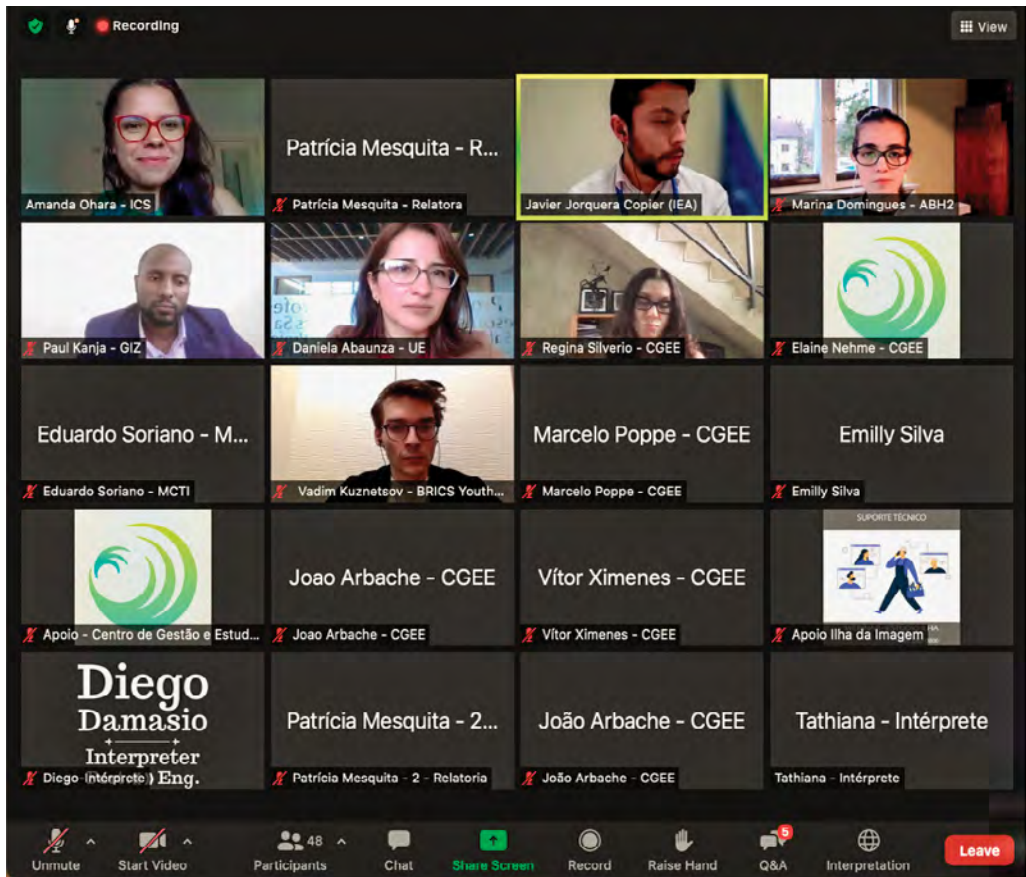 Recording
View
Amanda Ohara - ICS
Patrícia Mesquita - R...
Patrícia Mesquita - Relatora
Javier Jorquera Copier (IEA)
Marina Domingues - ABH2
Paul Kanja - GIZ
Daniela Abaunza - UE
Regina Silverio - CGEE
Elaine Nehme - CGEE
Eduardo Soriano - M...
Eduardo Soriano - MCTI
Vadim Kuznetsov - BRICS Youth...
Marcelo Poppe - CGEE
Marcelo Poppe - CGEE
Emilly Silva
Emilly Silva
Apoio - Centro de Gestão e Estud...
Joao Arbache - CGEE
Joao Arbache - CGEE
Vítor Ximenes - CGEE
Vítor Ximenes - CGEE
SUPORTE TÉCNICO
Apoio Ilha da Imagem
Diego
Damasio
Interpreter
Eng.
Diego-Intérprete
Patrícia Mesquita - 2...
Patrícia Mesquita - 2 - Relatoria
João Arbache - CGEE
João Arbache - CGEE
Tathiana - Intérprete
Tathiana - Intérprete
Unmute
Start Video
48
Participants
Chat
Share Screen
Record
Raise Hand
5
Q&A
Interpretation
Leave